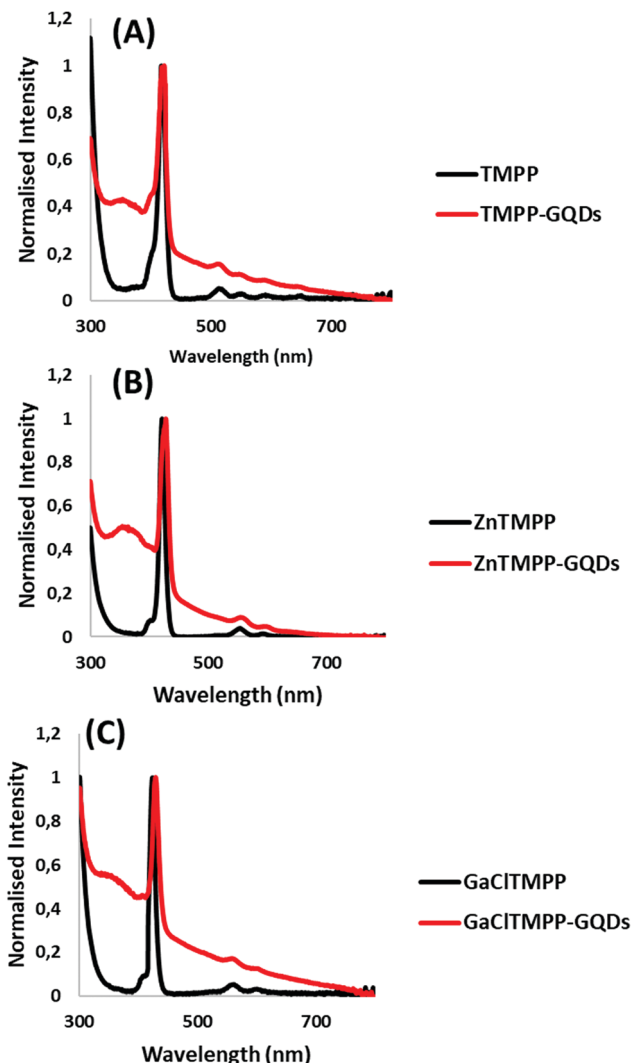 (A)
1,2
1
0,8
0,6
0,4
0,2
0
Normalised Intensity
300 500 700
Wavelength (nm)
TMPP
TMPP-GQDs
(B)
1,2
1
0,8
0,6
0,4
0,2
0
Normalised Intensity
300 500 700
Wavelength (nm)
ZnTMPP
ZnTMPP-GQDs
(C)
1,2
1
0,8
0,6
0,4
0,2
0
Normalised Intensity
300 500 700
Wavelength (nm)
GaClTMPP
GaClTMPP-GQDs